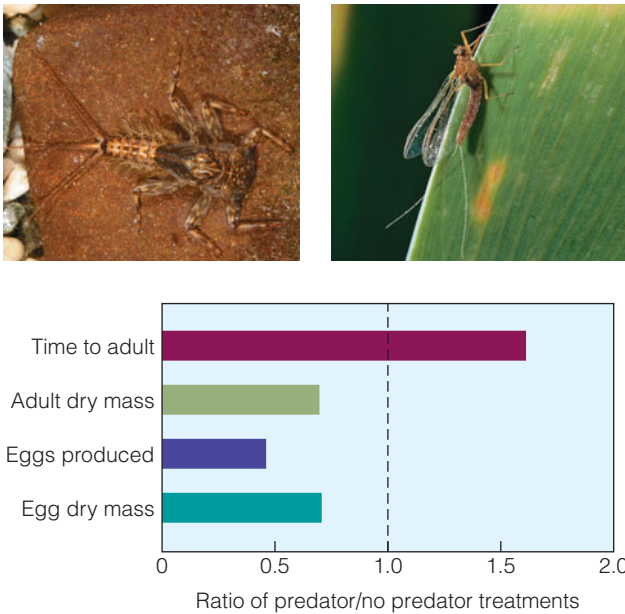 Time to adult
Adult dry mass
Eggs produced
Egg dry mass
0 0.5 1.0 1.5 2.0
Ratio of predator/no predator treatments